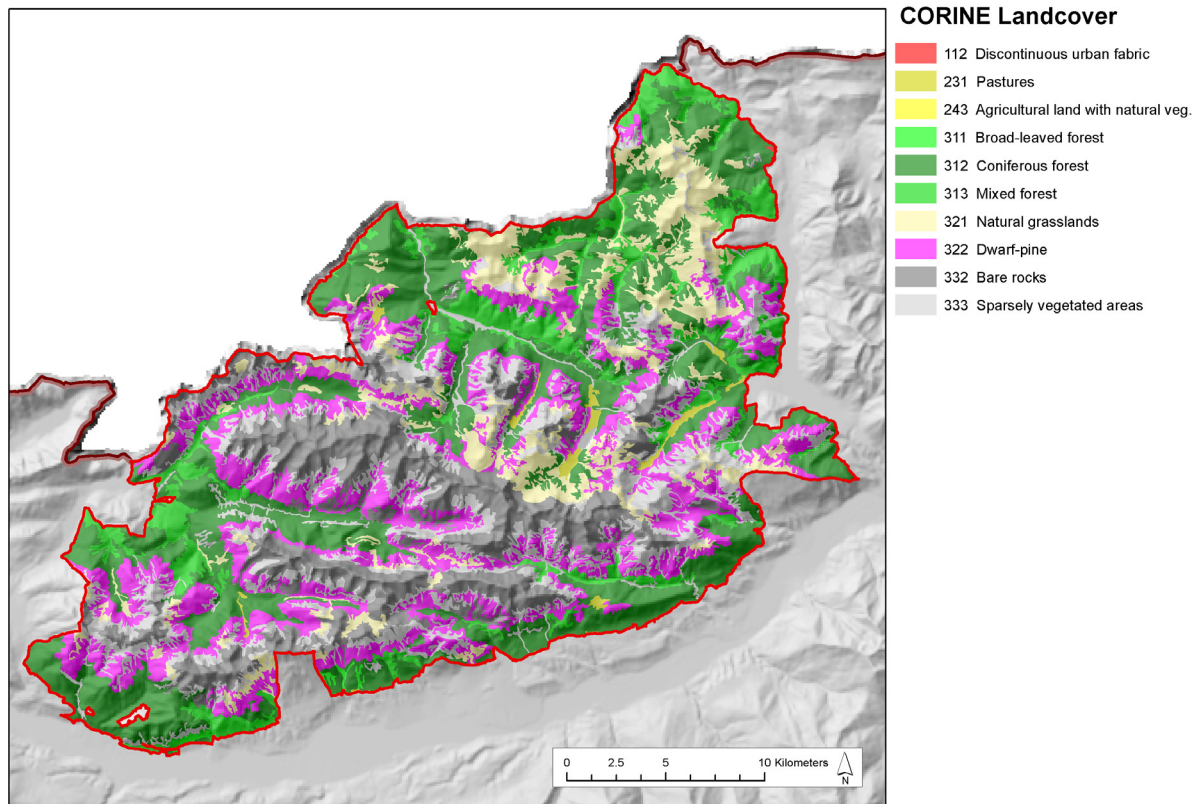 CORINE Landcover
112 Discontinuous urban fabric
231 Pastures
243 Agricultural land with natural veg.
311 Broad-leaved forest
312 Coniferous forest
313 Mixed forest
321 Natural grasslands
322 Dwarf-pine
332 Bare rocks
333 Sparsely vegetated areas
0 2.5 5 10 Kilometers
N